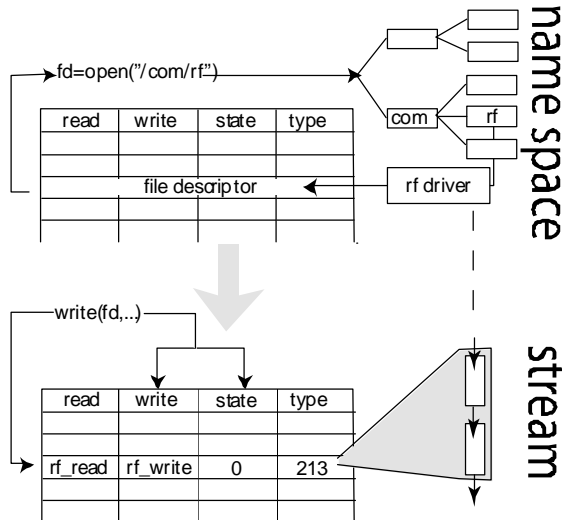 fd=open("/com/rf")
com
rf
read write state type
file descriptor
rf driver
name space
write(fd,...)
read write state type
rf_read rf_write 0 213
stream